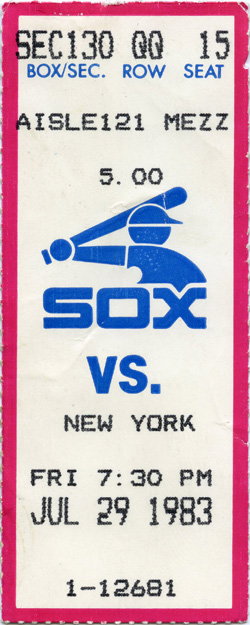 SEC130 QQ 15
BOX/SEC. ROW SEAT
AISLE121 MEZZ
5.00
SOX
VS.
NEW YORK
FRI 7:30 PM
JUL 29 1983
1-12681